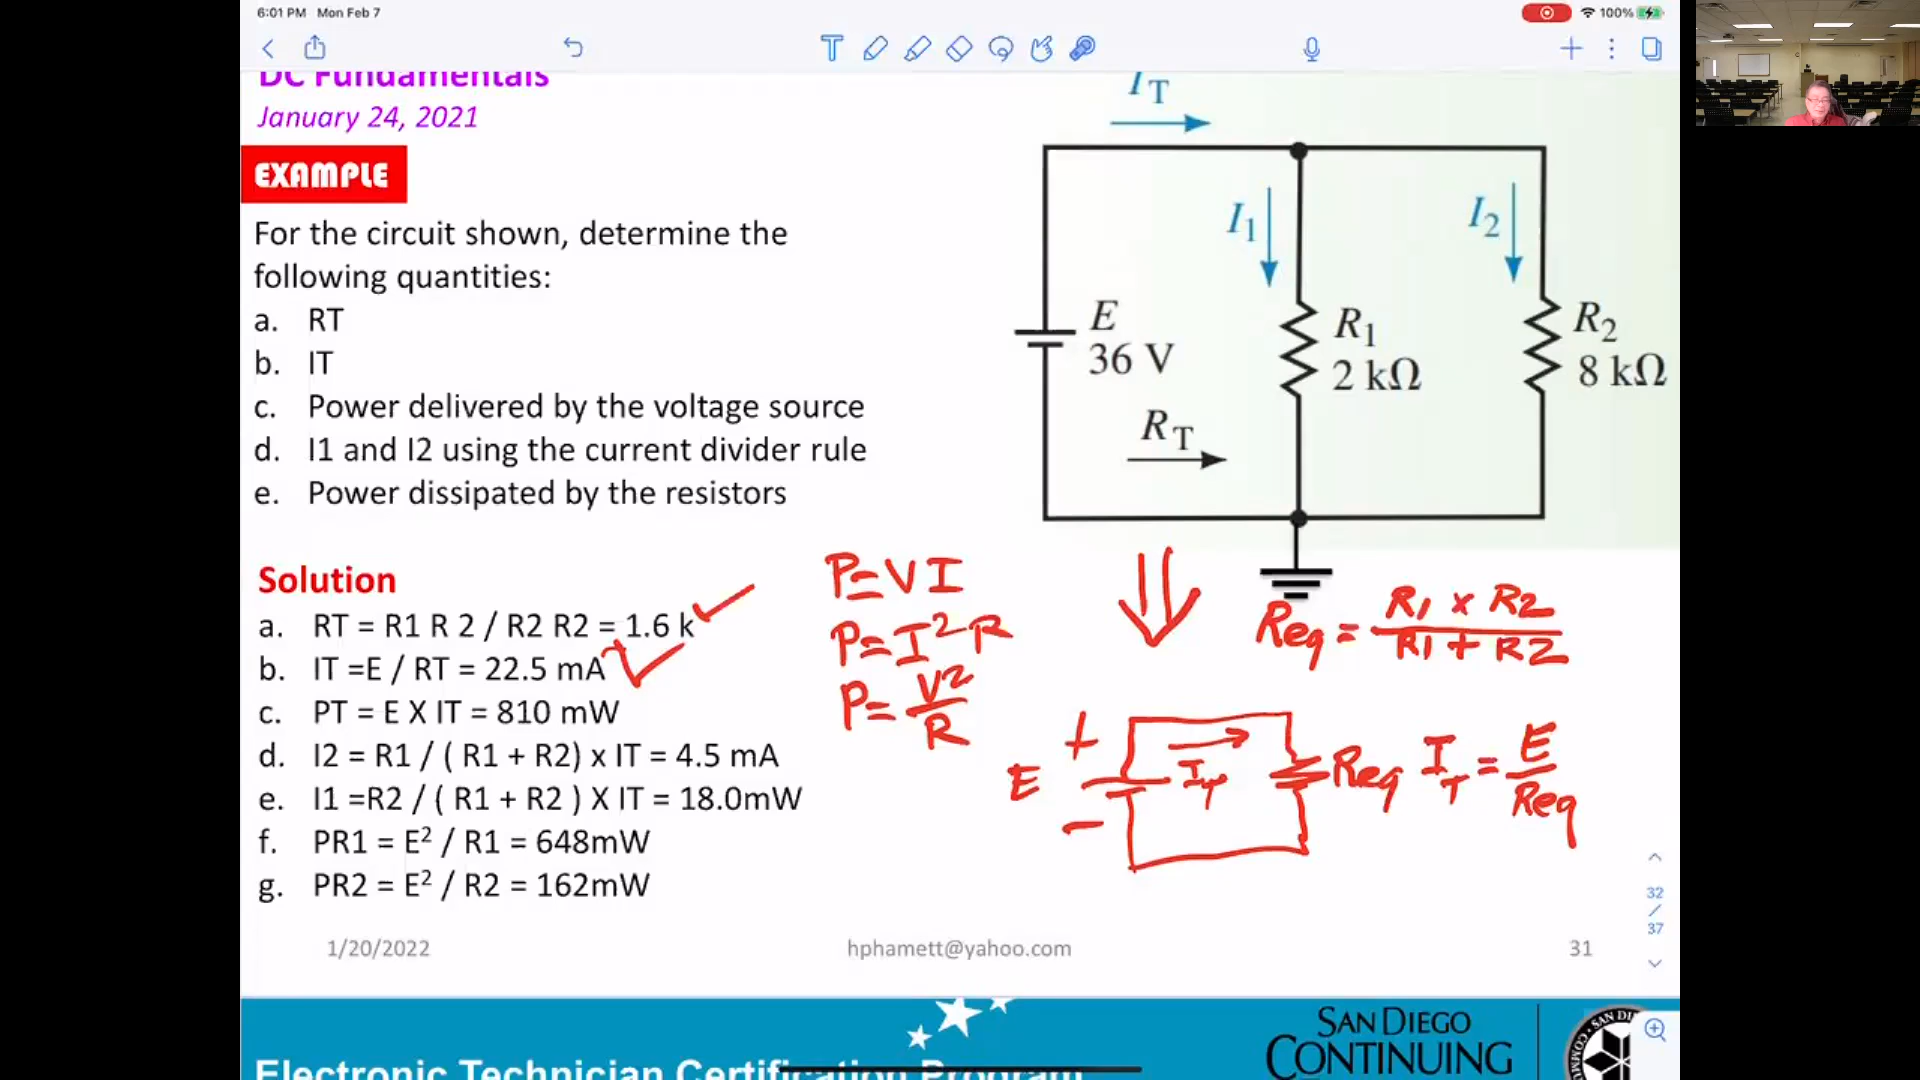 6:01 PM Mon Feb 7
100%
DC Fundamentals
January 24, 2021
EXAMPLE
For the circuit shown, determine the
following quantities:
a. RT
b. IT
c. Power delivered by the voltage source
d. I1 and I2 using the current divider rule
e. Power dissipated by the resistors
IT
I1
I2
E
36 V
R1
2 kΩ
R2
8 kΩ
RT
Solution
a. RT = R1 R 2 / R2 R2 = 1.6 k
b. IT =E / RT = 22.5 mA
c. PT = E X IT = 810 mW
d. I2 = R1 / ( R1 + R2) x IT = 4.5 mA
e. I1 =R2 / ( R1 + R2 ) X IT = 18.0mW
f. PR1 = E² / R1 = 648mW
g. PR2 = E² / R2 = 162mW
P=VI
P=I²R
P=V²/R
Req = R1 x R2 / R1 + R2
E + - IT Req
IT = E/Req
32
/
37
1/20/2022
hphamett@yahoo.com
31
SAN DIEGO
CONTINUING
Electronic Technician Certification Program